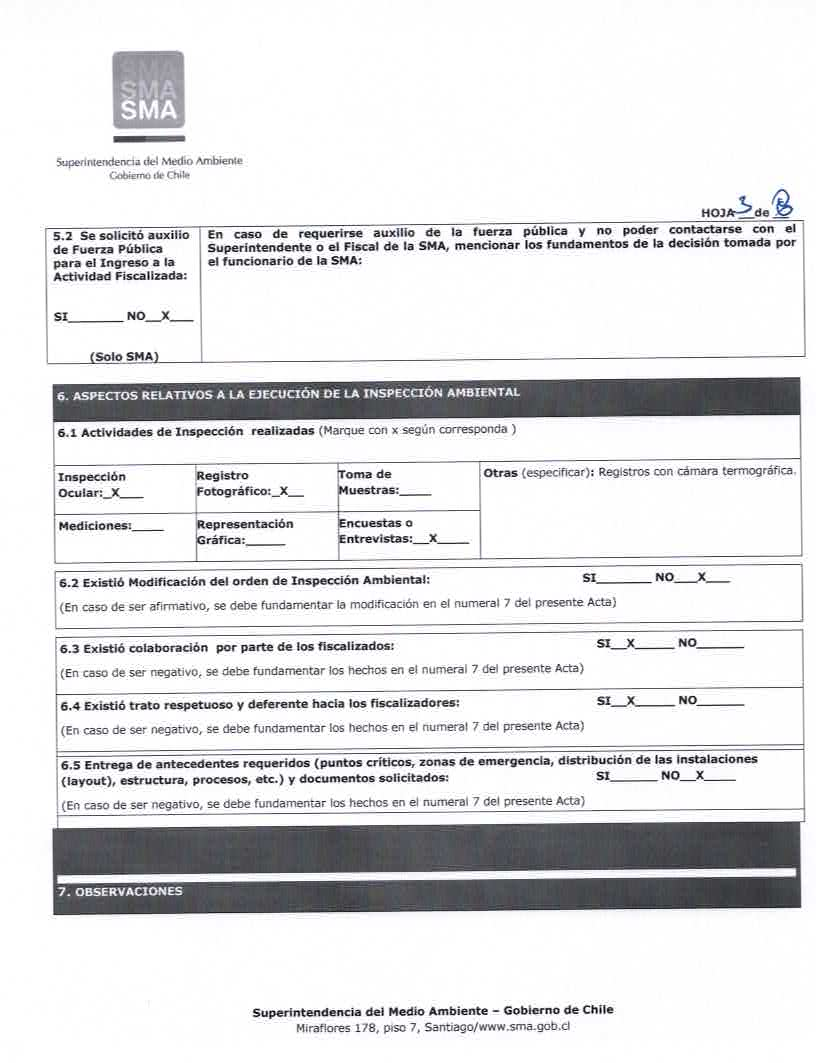 SMA
SMA
SMA
Superintendencia del Medio Ambiente
Gobierno de Chile
HOJA 3 de 8
5.2 Se solicitó auxilio de Fuerza Pública para el Ingreso a la Actividad Fiscalizada:
SI________ NO__X___
(Solo SMA)
En caso de requerirse auxilio de la fuerza pública y no poder contactarse con el
Superintendente o el Fiscal de la SMA, mencionar los fundamentos de la decisión tomada por
el funcionario de la SMA:
6. ASPECTOS RELATIVOS A LA EJECUCIÓN DE LA INSPECCIÓN AMBIENTAL
6.1 Actividades de Inspección realizadas (Marque con x según corresponda )
Inspección
Ocular:_X___
Registro
Fotográfico:_X__
Toma de
Muestras:____
Otras (especificar): Registros con cámara termográfica.
Mediciones:____
Representación
Gráfica:_____
Encuestas o
Entrevistas:__X____
6.2 Existió Modificación del orden de Inspección Ambiental: SI_______ NO___X___
(En caso de ser afirmativo, se debe fundamentar la modificación en el numeral 7 del presente Acta)
6.3 Existió colaboración por parte de los fiscalizados: SI__X_____ NO______
(En caso de ser negativo, se debe fundamentar los hechos en el numeral 7 del presente Acta)
6.4 Existió trato respetuoso y deferente hacia los fiscalizadores: SI__X_____ NO______
(En caso de ser negativo, se debe fundamentar los hechos en el numeral 7 del presente Acta)
6.5 Entrega de antecedentes requeridos (puntos críticos, zonas de emergencia, distribución de las instalaciones
(layout), estructura, procesos, etc.) y documentos solicitados: SI______ NO__X____
(En caso de ser negativo, se debe fundamentar los hechos en el numeral 7 del presente Acta)
7. OBSERVACIONES
Superintendencia del Medio Ambiente – Gobierno de Chile
Miraflores 178, piso 7, Santiago/www.sma.gob.cl